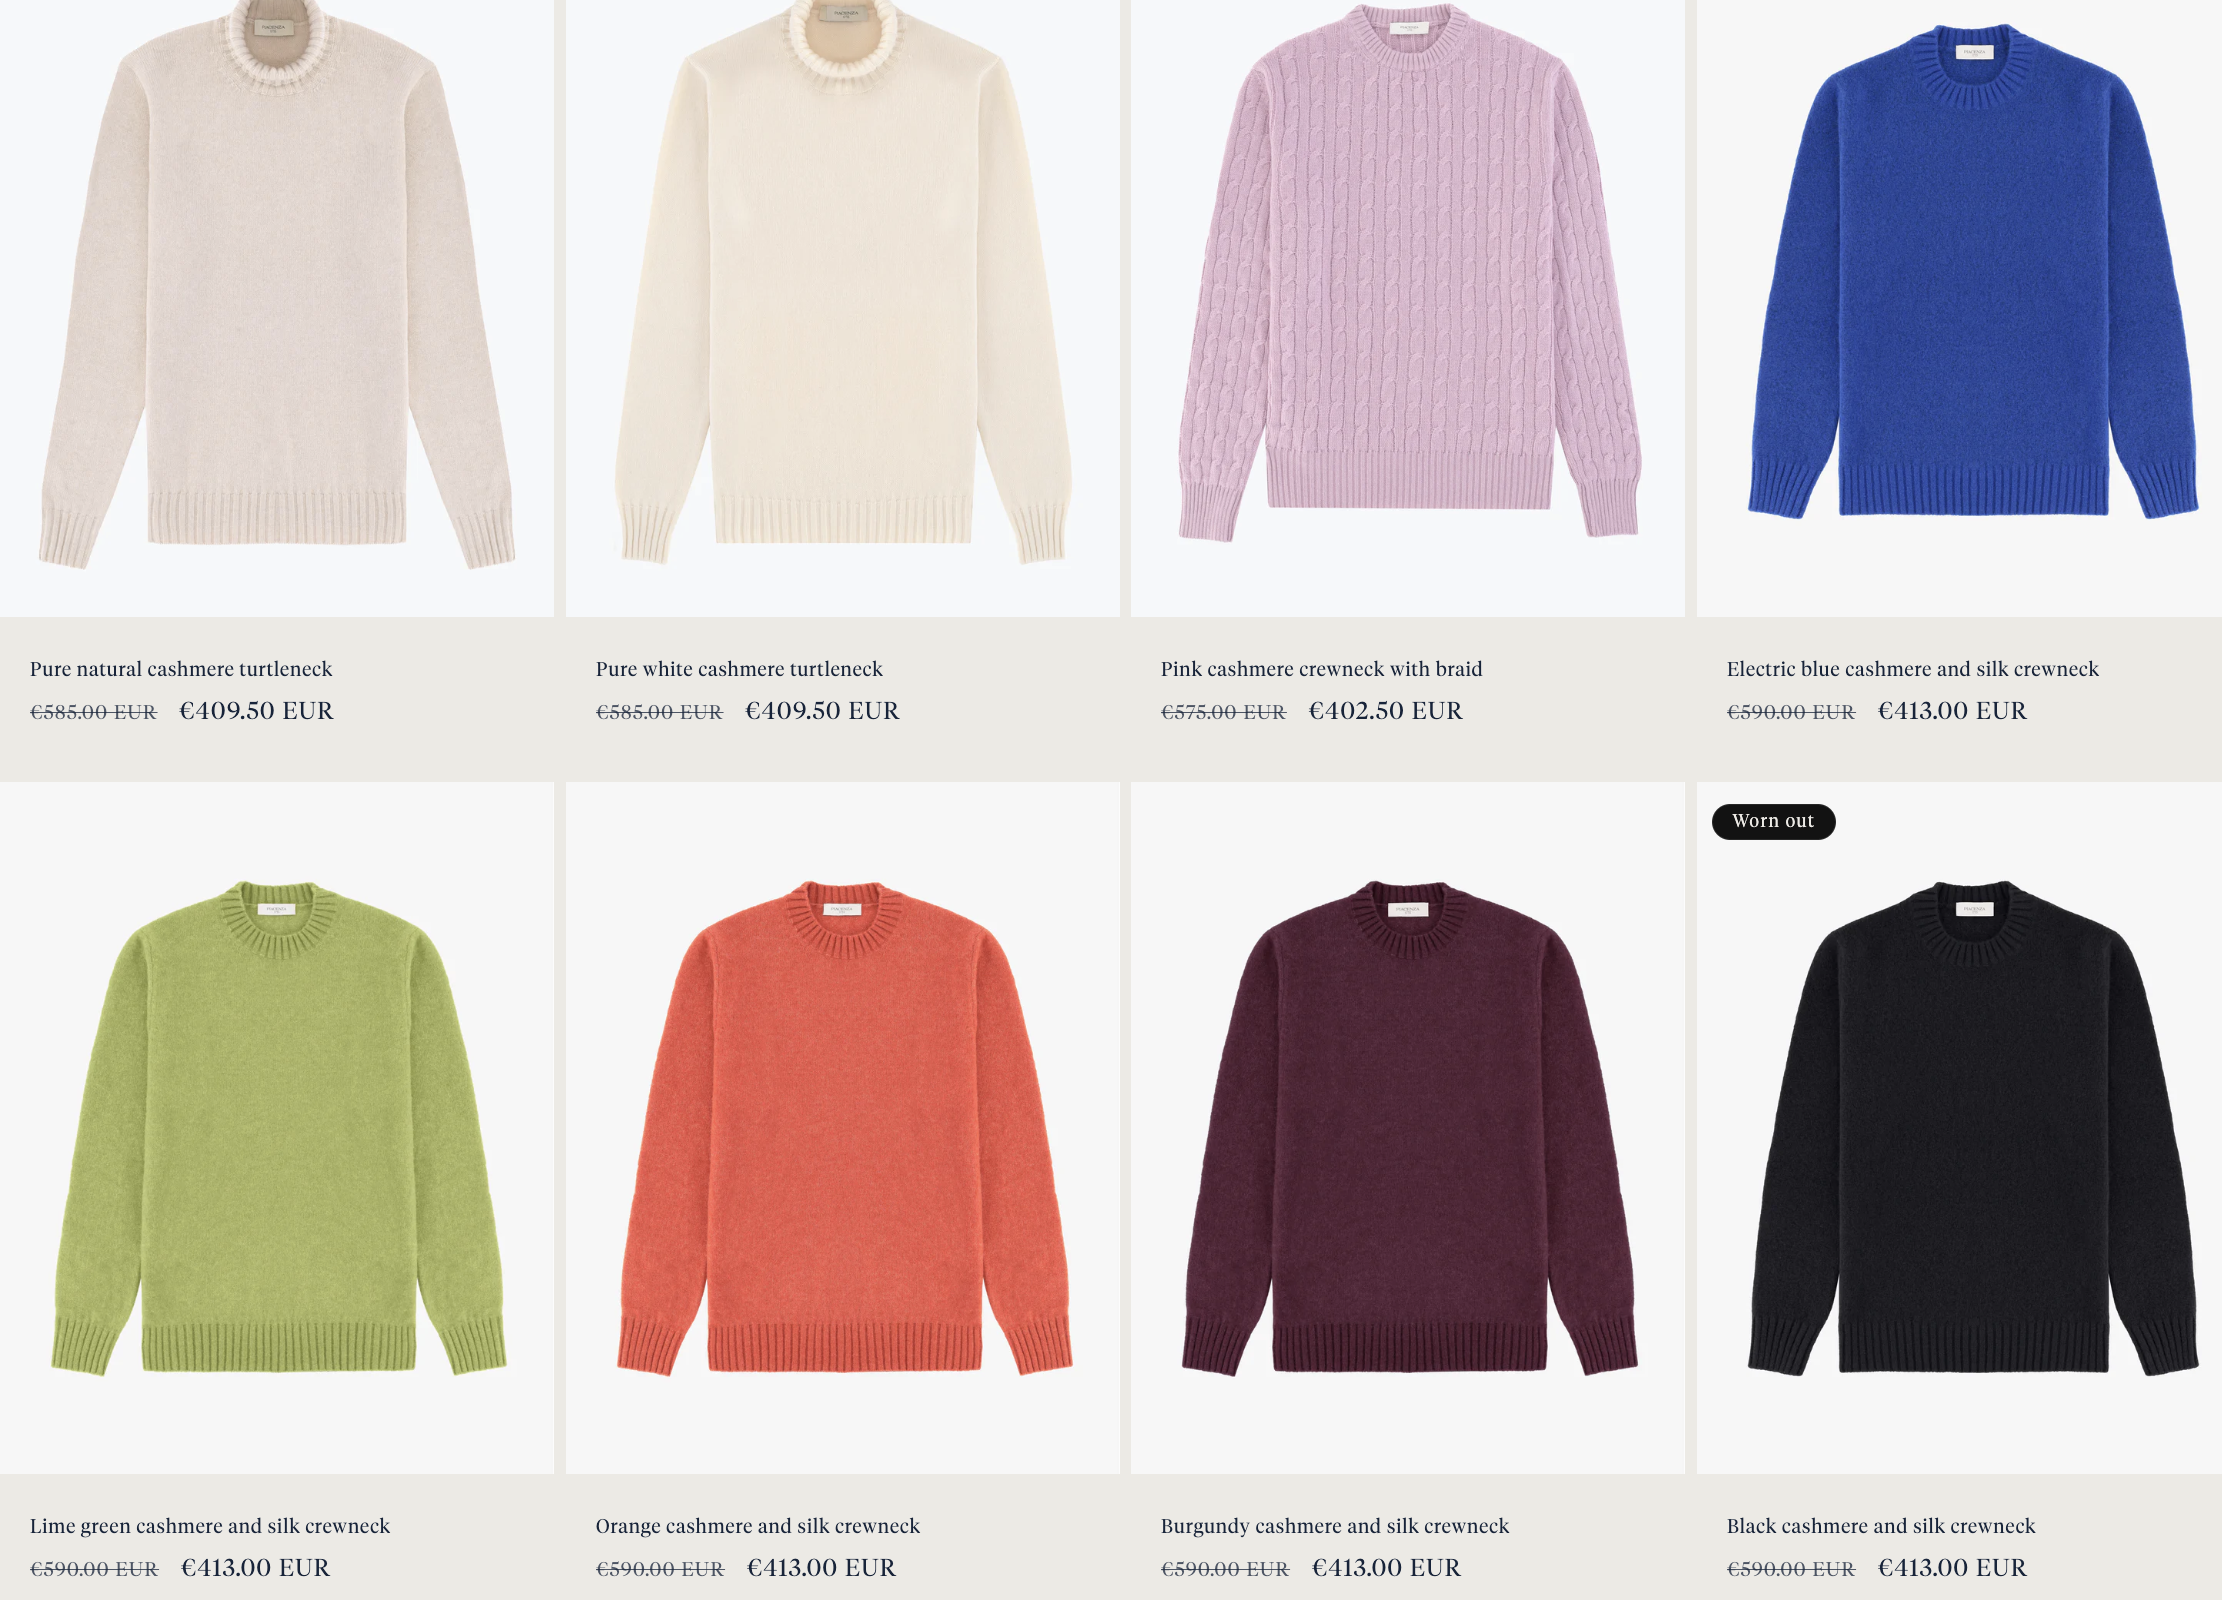 PIACENZA
PIACENZA
Pure natural cashmere turtleneck
€585.00 EUR €409.50 EUR
Pure white cashmere turtleneck
€585.00 EUR €409.50 EUR
Pink cashmere crewneck with braid
€575.00 EUR €402.50 EUR
Electric blue cashmere and silk crewneck
€590.00 EUR €413.00 EUR
Worn out
Lime green cashmere and silk crewneck
€590.00 EUR €413.00 EUR
Orange cashmere and silk crewneck
€590.00 EUR €413.00 EUR
Burgundy cashmere and silk crewneck
€590.00 EUR €413.00 EUR
Black cashmere and silk crewneck
€590.00 EUR €413.00 EUR